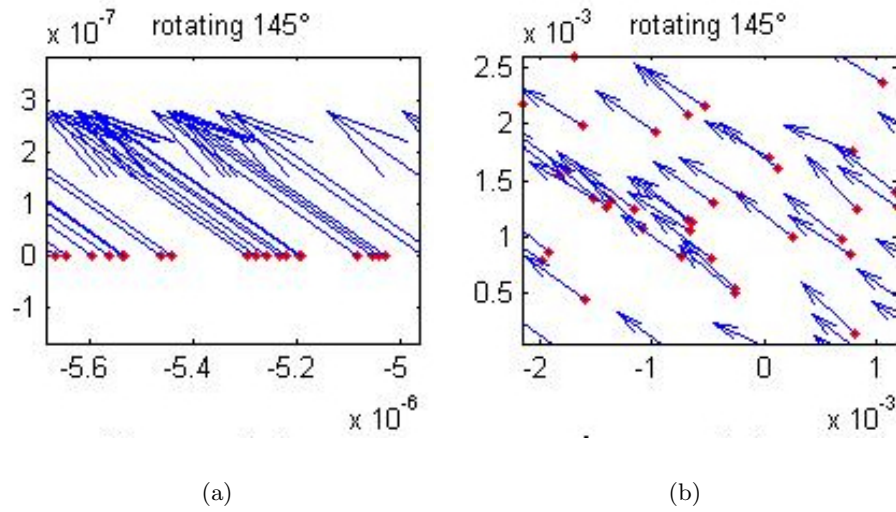 x 10^-7 rotating 145°
3
2
1
0
-1
-5.6 -5.4 -5.2 -5
x 10^-6
(a)
x 10^-3 rotating 145°
2.5
2
1.5
1
0.5
-2 -1 0 1
x 10^-3
(b)